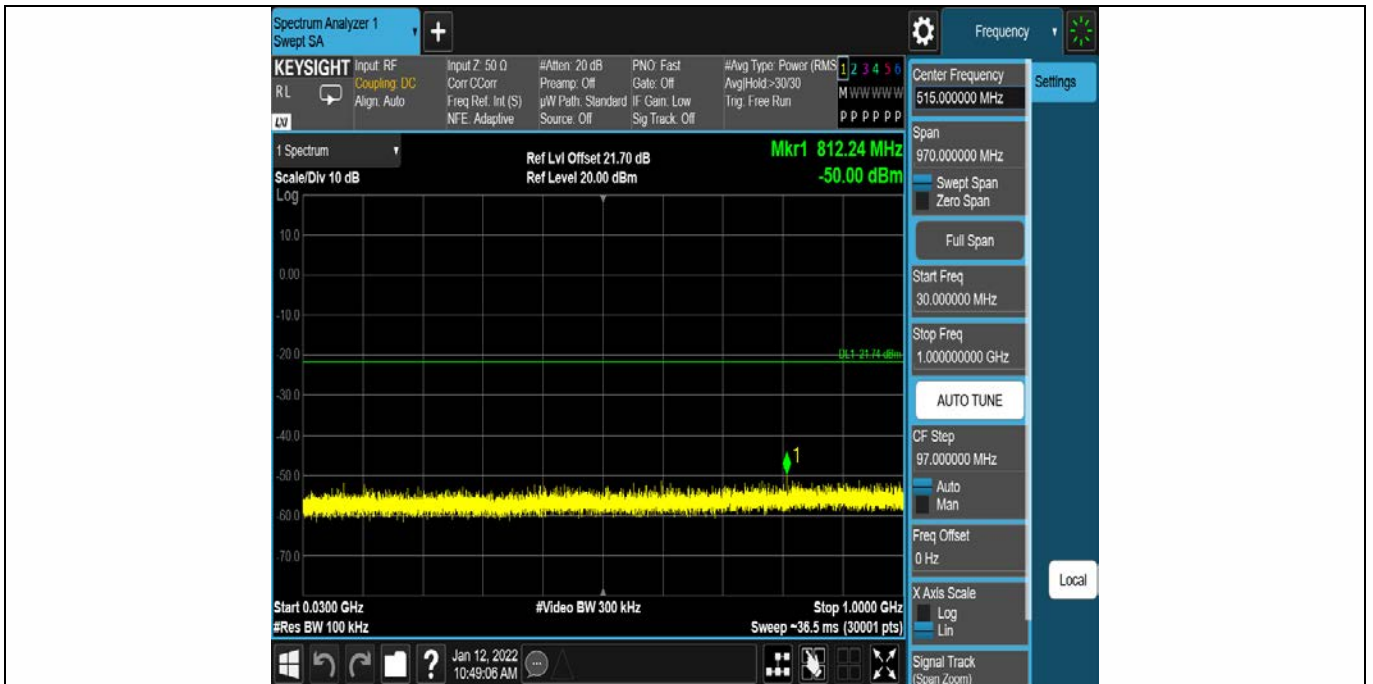 Spectrum Analyzer 1
Swept SA
+
Frequency
KEYSIGHT
RL
LXI
Input: RF
Coupling: DC
Align: Auto
Input Z: 50 Ω
Corr CCorr
Freq Ref: Int (S)
NFE: Adaptive
#Atten: 20 dB
Preamp: Off
µW Path: Standard
Source: Off
PNO: Fast
Gate: Off
IF Gain: Low
Sig Track: Off
#Avg Type: Power (RMS
Avg|Hold:>30/30
Trig: Free Run
1 2 3 4 5 6
M W W W W W
P P P P P P
1 Spectrum
Scale/Div 10 dB
Log
Ref Lvl Offset 21.70 dB
Ref Level 20.00 dBm
Mkr1 812.24 MHz
-50.00 dBm
10.0
0.00
-10.0
-20.0
DL1 -21.74 dBm
-30.0
-40.0
1
-50.0
-60.0
-70.0
Start 0.0300 GHz
#Res BW 100 kHz
#Video BW 300 kHz
Stop 1.0000 GHz
Sweep ~36.5 ms (30001 pts)
?
Jan 12, 2022
10:49:06 AM
Center Frequency
515.000000 MHz
Span
970.000000 MHz
Swept Span
Zero Span
Full Span
Start Freq
30.000000 MHz
Stop Freq
1.000000000 GHz
AUTO TUNE
CF Step
97.000000 MHz
Auto
Man
Freq Offset
0 Hz
X Axis Scale
Log
Lin
Signal Track
(Span Zoom)
Settings
Local